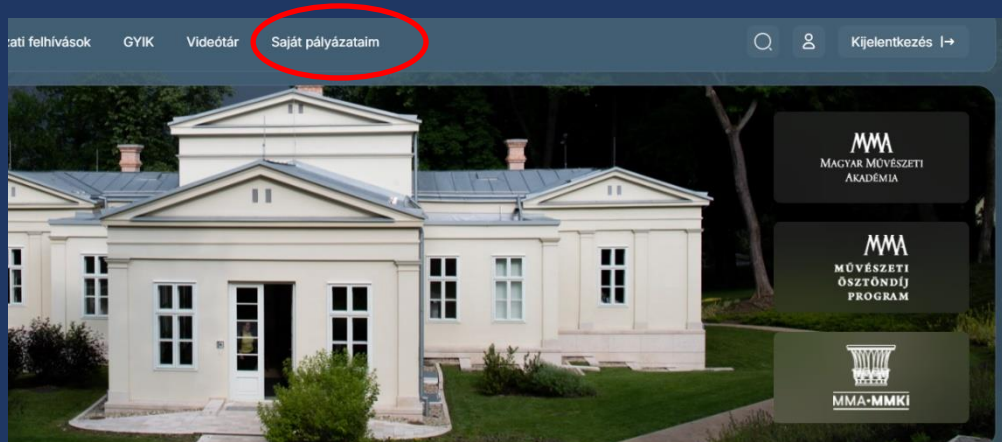 zati felhívások GYIK Videótár Saját pályázataim Kijelentkezés
MMA
MAGYAR MŰVÉSZETI
AKADÉMIA
MMA
MŰVÉSZETI
ÖSZTÖNDÍJ
PROGRAM
MMA•MMKI